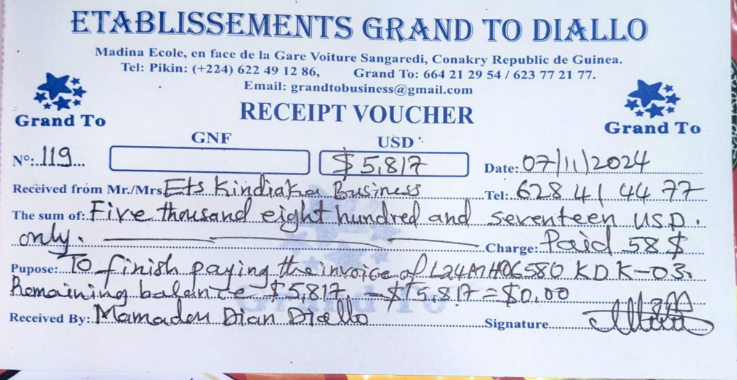 ETABLISSEMENTS GRAND TO DIALLO
Madina Ecole, en face de la Gare Voiture Sangaredi, Conakry Republic de Guinea.
Tel: Pikin: (+224) 622 49 12 86, Grand To: 664 21 29 54 / 623 77 21 77.
Email: grandtobusiness@gmail.com
Grand To
RECEIPT VOUCHER
Grand To
GNF USD
N°: 119 $5,817 Date: 07/11/2024
Received from Mr./Mrs Ets Kindiaka Business Tel: 628 41 44 77
The sum of: Five thousand eight hundred and seventeen USD.
only. Charge: Paid 58$
Pupose: To finish paying the invoice of L24MH06580 KDK-03.
Remaining balance $5,817 - $5,817 = $0.00
Received By: Mamadou Dian Diallo Signature